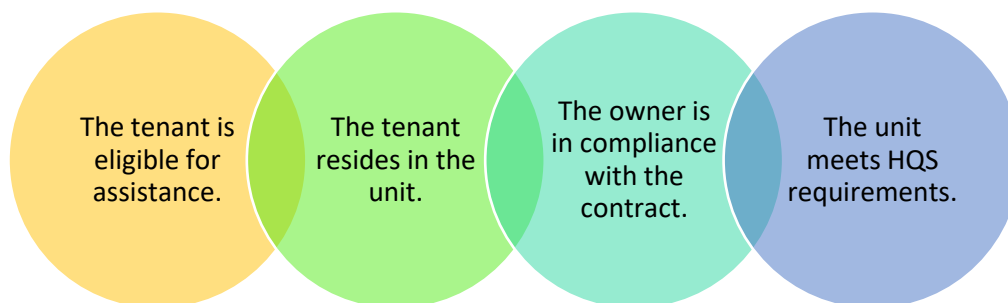 The tenant is
eligible for
assistance.
The tenant
resides in the
unit.
The owner is
in compliance
with the
contract.
The unit
meets HQS
requirements.